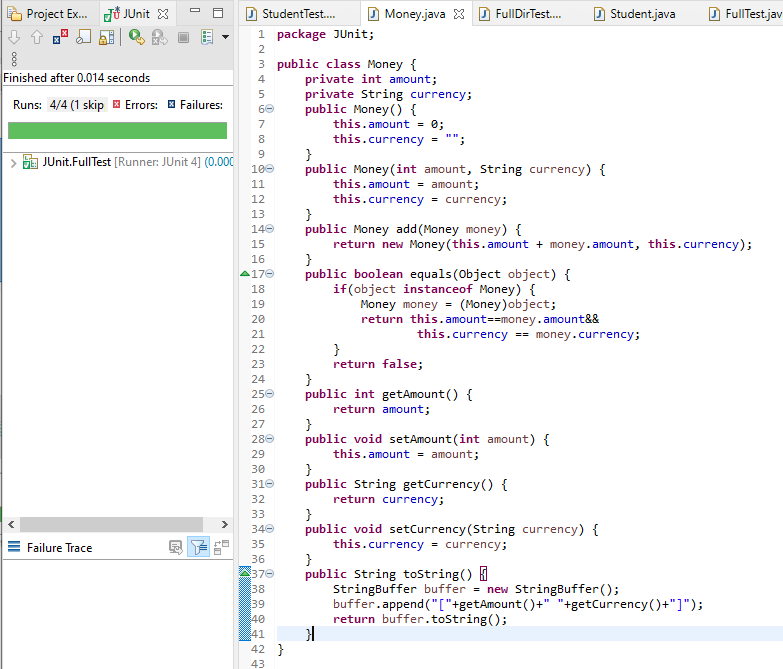 Project Ex... JUnit
Finished after 0.014 seconds
Runs: 4/4 (1 skip Errors: Failures:
JUnit.FullTest [Runner: JUnit 4] (0.000
Failure Trace
StudentTest.... Money.java FullDirTest.... Student.java FullTest.jav
1 package JUnit;
2
3 public class Money {
4     private int amount;
5     private String currency;
6     public Money() {
7         this.amount = 0;
8         this.currency = "";
9     }
10     public Money(int amount, String currency) {
11         this.amount = amount;
12         this.currency = currency;
13     }
14     public Money add(Money money) {
15         return new Money(this.amount + money.amount, this.currency);
16     }
17     public boolean equals(Object object) {
18         if(object instanceof Money) {
19             Money money = (Money)object;
20             return this.amount==money.amount&&
21                     this.currency == money.currency;
22         }
23         return false;
24     }
25     public int getAmount() {
26         return amount;
27     }
28     public void setAmount(int amount) {
29         this.amount = amount;
30     }
31     public String getCurrency() {
32         return currency;
33     }
34     public void setCurrency(String currency) {
35         this.currency = currency;
36     }
37     public String toString() {
38         StringBuffer buffer = new StringBuffer();
39         buffer.append("["+getAmount()+" "+getCurrency()+"]");
40         return buffer.toString();
41     }
42 }
43